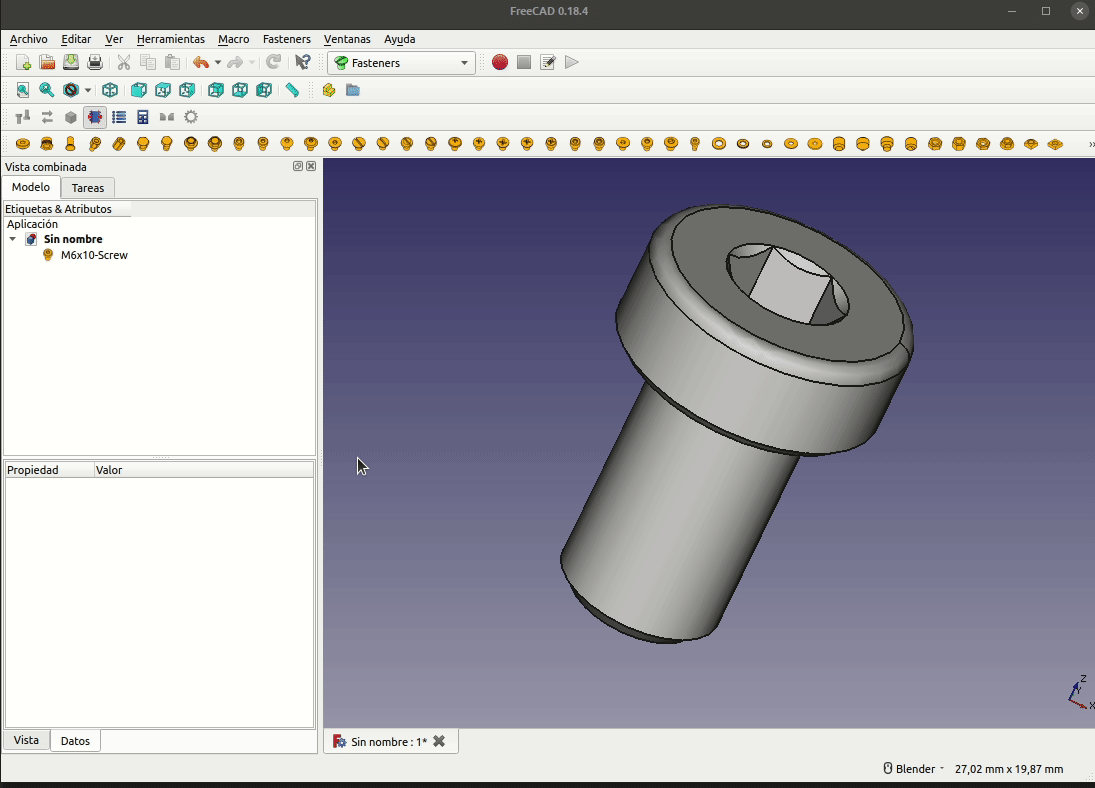 FreeCAD 0.18.4
Archivo Editar Ver Herramientas Macro Fasteners Ventanas Ayuda
Fasteners
Vista combinada
Modelo Tareas
Etiquetas & Atributos
Aplicación
Sin nombre
M6x10-Screw
Propiedad Valor
Z
Y
X
Vista Datos
Sin nombre : 1*
Blender 27,02 mm x 19,87 mm